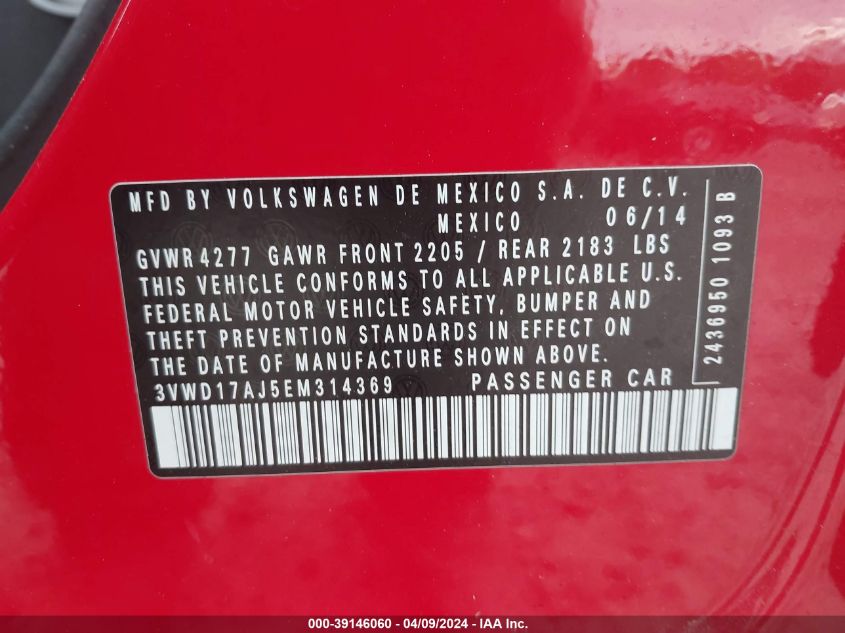 MFD BY VOLKSWAGEN DE MEXICO S.A. DE C.V.
MEXICO 06/14
GVWR 4277 GAWR FRONT 2205 / REAR 2183 LBS
THIS VEHICLE CONFORMS TO ALL APPLICABLE U.S.
FEDERAL MOTOR VEHICLE SAFETY, BUMPER AND
THEFT PREVENTION STANDARDS IN EFFECT ON
THE DATE OF MANUFACTURE SHOWN ABOVE.
3VWD17AJ5EM314369 PASSENGER CAR
2436950 1093 B
000-39146060 - 04/09/2024 - IAA Inc.